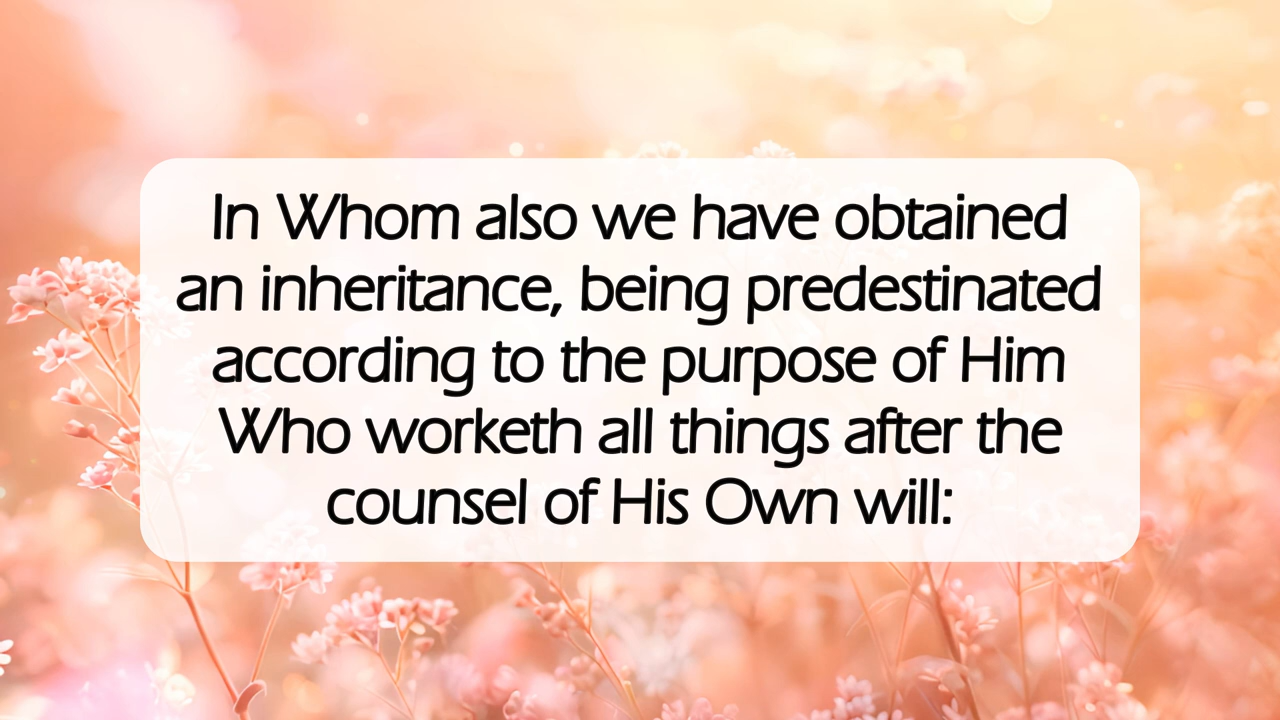 In Whom also we have obtained
an inheritance, being predestinated
according to the purpose of Him
Who worketh all things after the
counsel of His Own will: